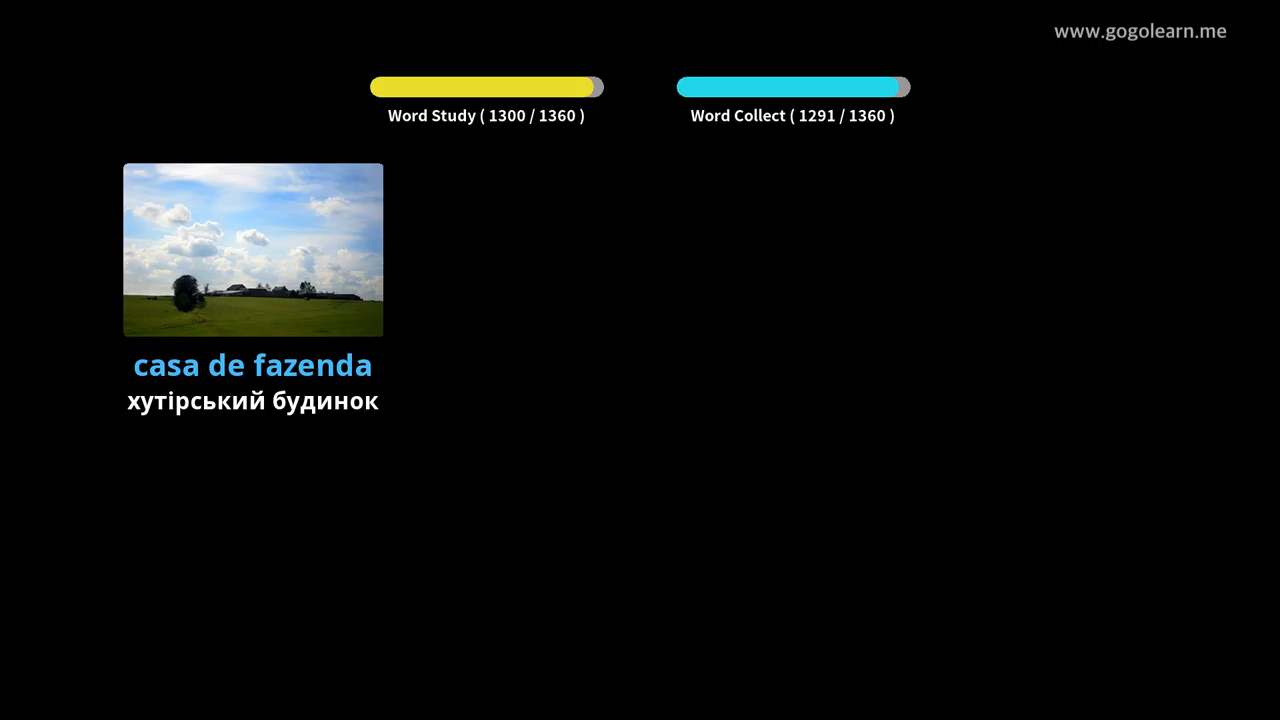 www.gogolearn.me
Word Study ( 1300 / 1360 )
Word Collect ( 1291 / 1360 )
casa de fazenda
хутірський будинок